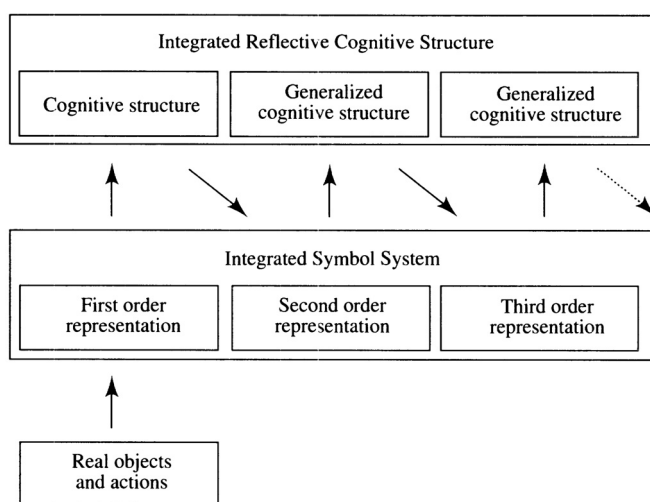 Integrated Reflective Cognitive Structure
Cognitive structure
Generalized
cognitive structure
Generalized
cognitive structure
Integrated Symbol System
First order
representation
Second order
representation
Third order
representation
Real objects
and actions